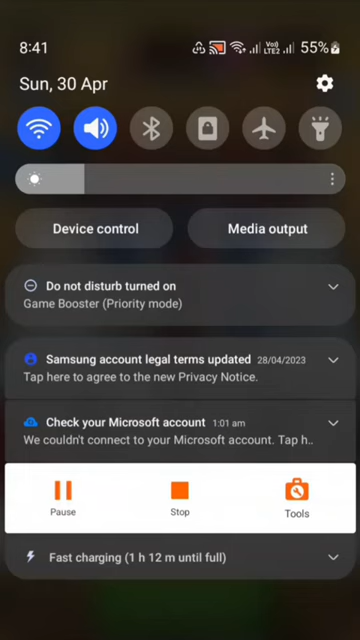 8:41
Vo)) LTE2 55%
Sun, 30 Apr
Device control
Media output
Do not disturb turned on
Game Booster (Priority mode)
Samsung account legal terms updated 28/04/2023
Tap here to agree to the new Privacy Notice.
Check your Microsoft account 1:01 am
We couldn't connect to your Microsoft account. Tap h..
Pause
Stop
Tools
Fast charging (1 h 12 m until full)